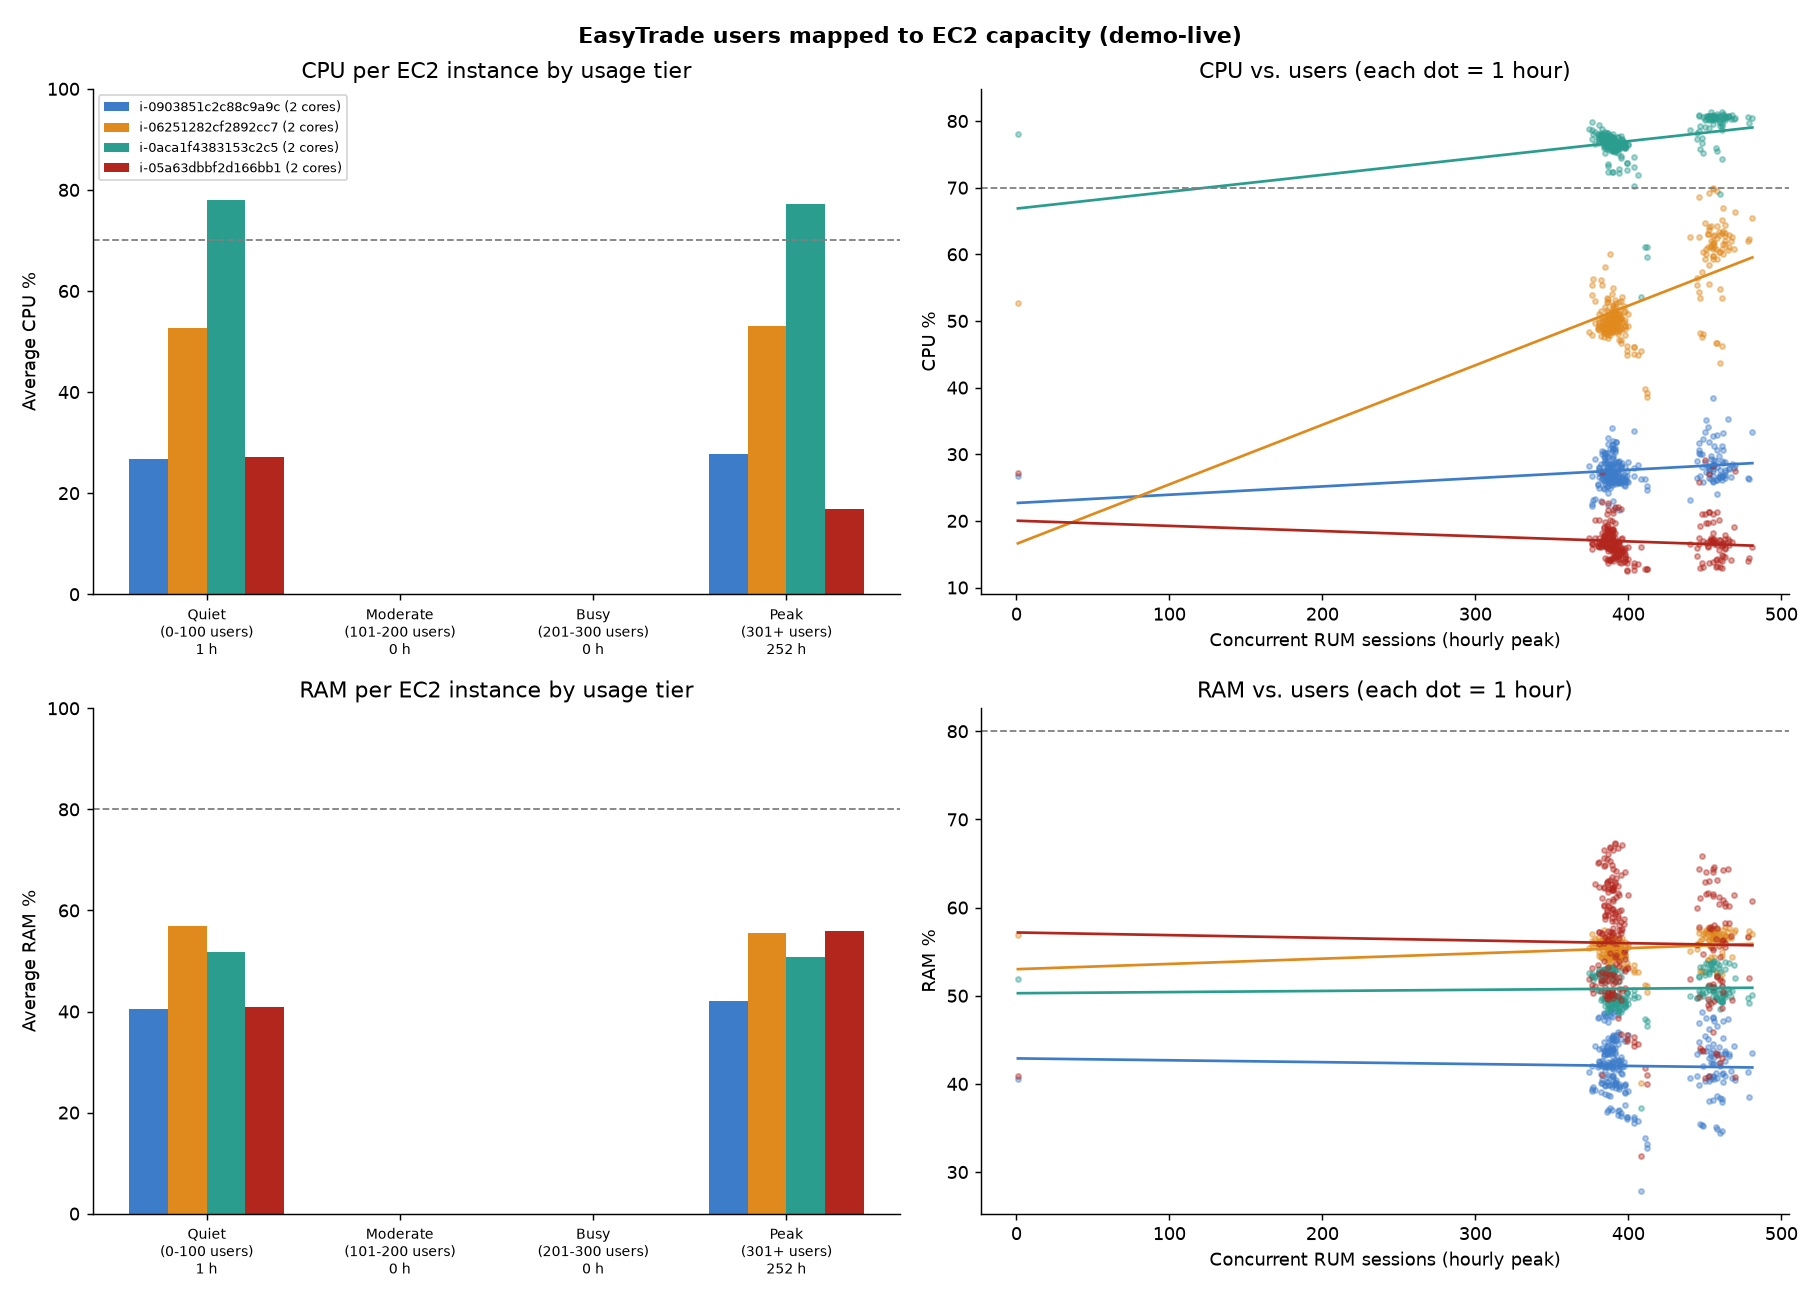 EasyTrade users mapped to EC2 capacity (demo-live)
CPU per EC2 instance by usage tier
100
80
60
40
20
0
Average CPU %
i-0903851c2c88c9a9c (2 cores)
i-06251282cf2892cc7 (2 cores)
i-0aca1f4383153c2c5 (2 cores)
i-05a63dbbf2d166bb1 (2 cores)
Quiet
(0-100 users)
1 h
Moderate
(101-200 users)
0 h
Busy
(201-300 users)
0 h
Peak
(301+ users)
252 h
CPU vs. users (each dot = 1 hour)
80
70
60
50
40
30
20
10
CPU %
0
100
200
300
400
500
Concurrent RUM sessions (hourly peak)
RAM per EC2 instance by usage tier
100
80
60
40
20
0
Average RAM %
Quiet
(0-100 users)
1 h
Moderate
(101-200 users)
0 h
Busy
(201-300 users)
0 h
Peak
(301+ users)
252 h
RAM vs. users (each dot = 1 hour)
80
70
60
50
40
30
RAM %
0
100
200
300
400
500
Concurrent RUM sessions (hourly peak)